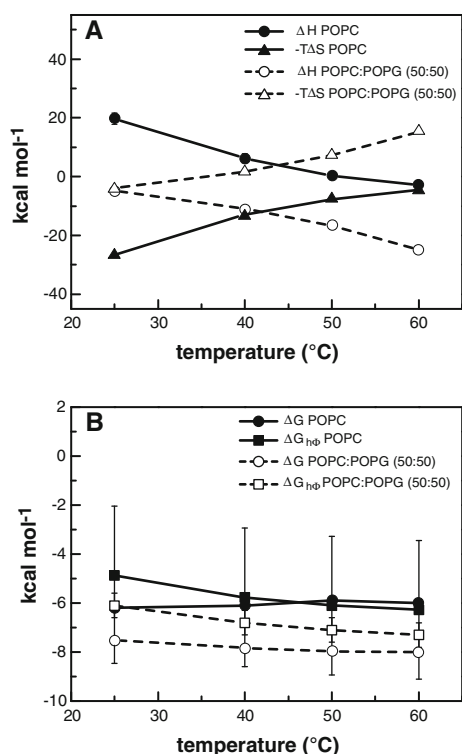 A
ΔH POPC
-TΔS POPC
ΔH POPC:POPG (50:50)
-TΔS POPC:POPG (50:50)
40
20
0
-20
-40
kcal mol-1
20 30 40 50 60
temperature (°C)
B
ΔG POPC
ΔGhΦ POPC
ΔG POPC:POPG (50:50)
ΔGhΦ POPC:POPG (50:50)
2
0
-2
-4
-6
-8
-10
kcal mol-1
20 30 40 50 60
temperature (°C)